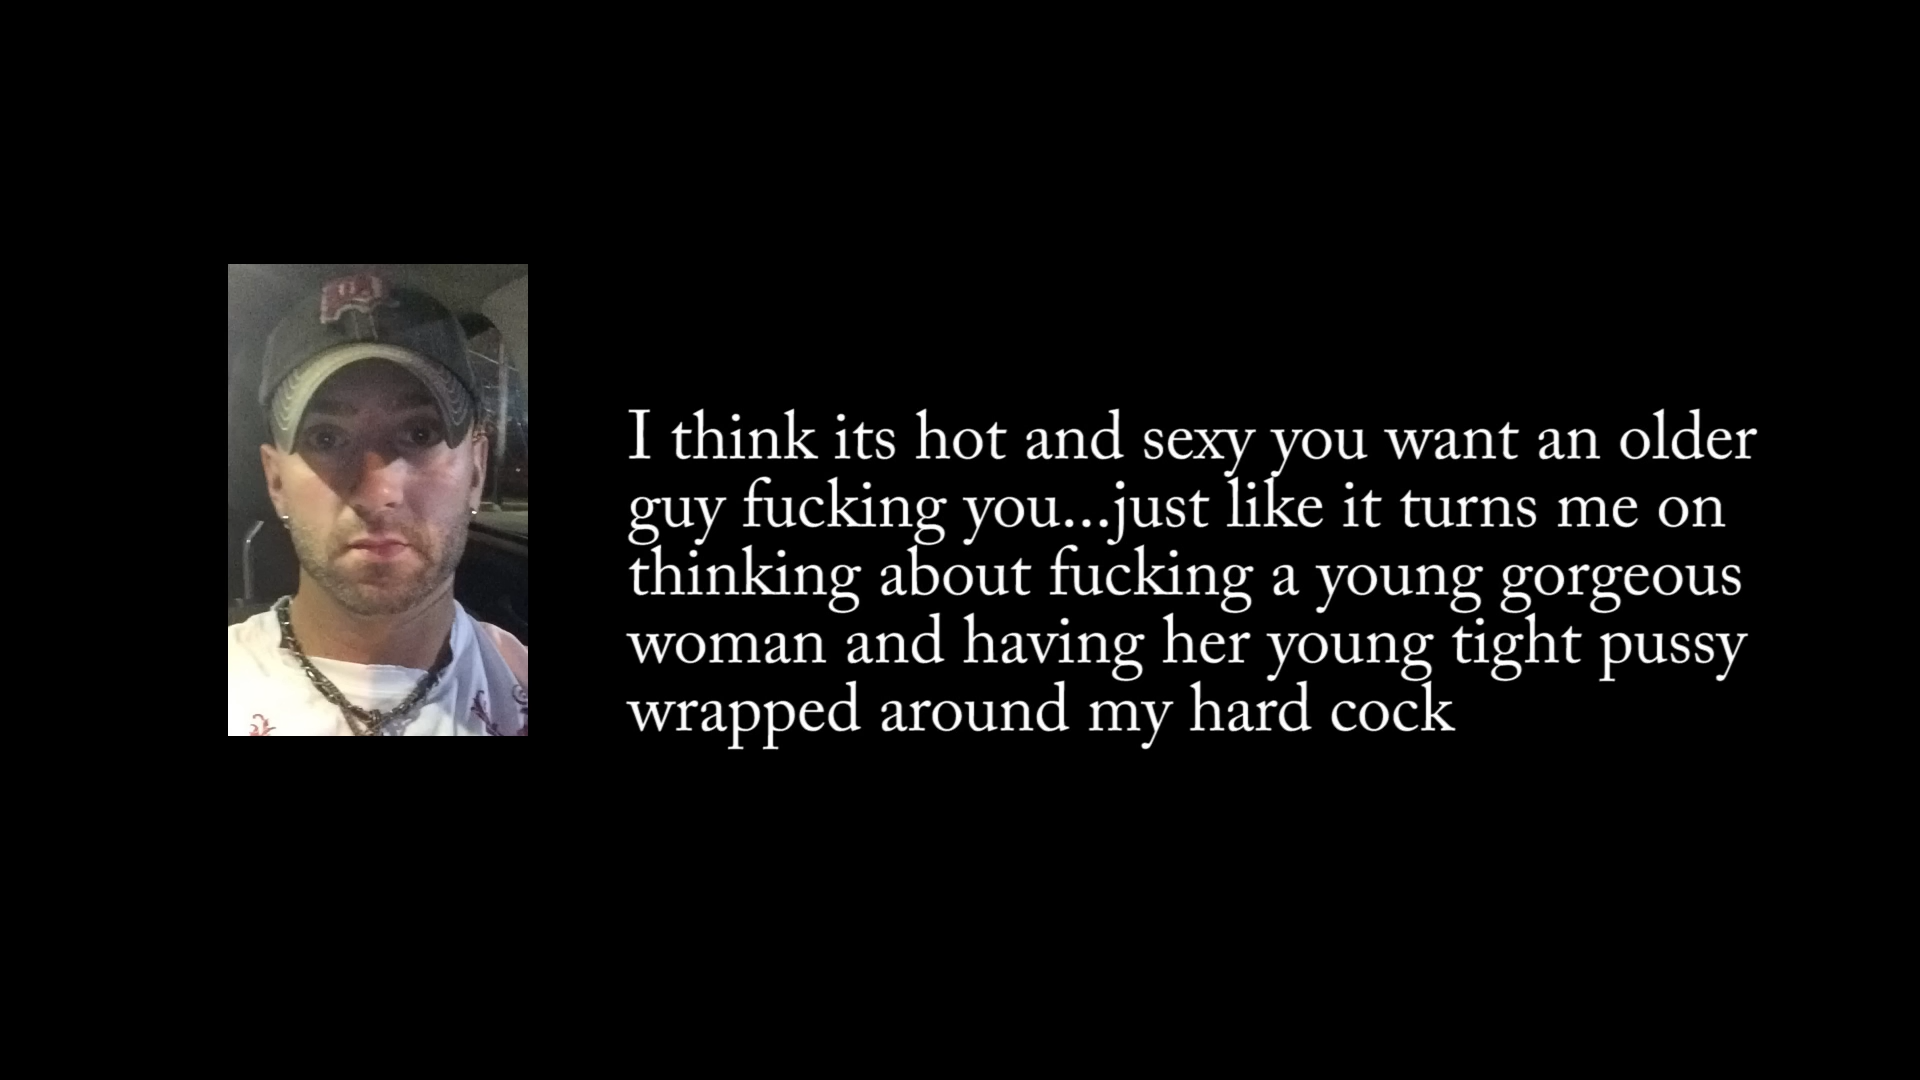 I think its hot and sexy you want an older
guy fucking you...just like it turns me on
thinking about fucking a young gorgeous
woman and having her young tight pussy
wrapped around my hard cock